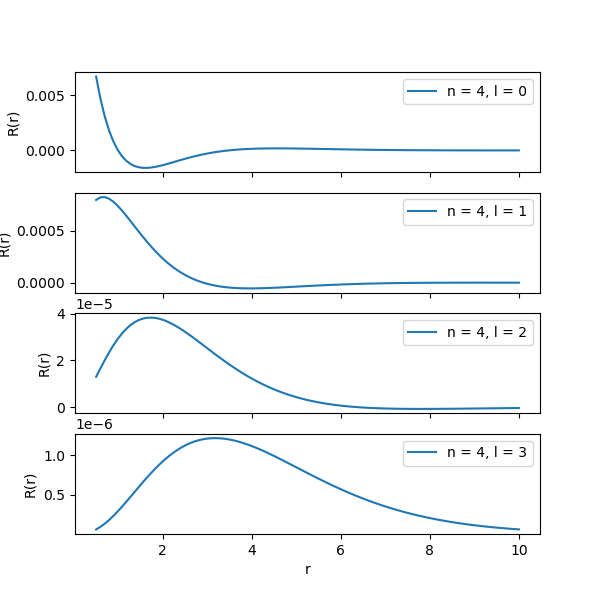 0.005
0.000
R(r)
n = 4, l = 0
0.0005
0.0000
R(r)
n = 4, l = 1
1e−5
4
2
0
R(r)
n = 4, l = 2
1e−6
1.0
0.5
R(r)
n = 4, l = 3
2 4 6 8 10
r